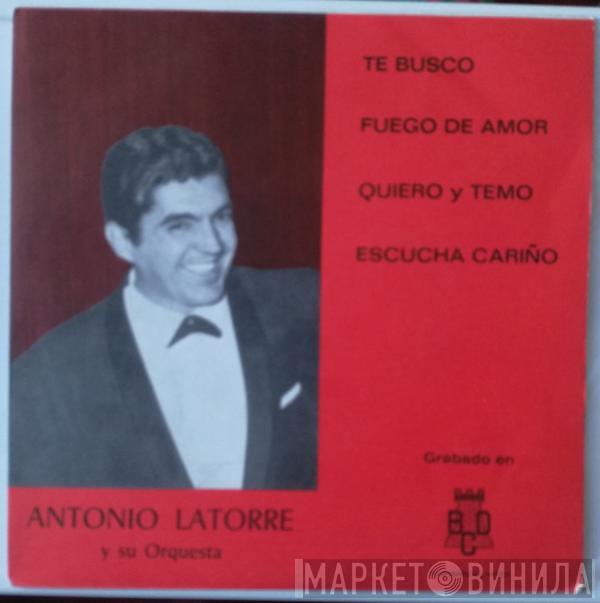 TE BUSCO
FUEGO DE AMOR
QUIERO y TEMO
ESCUCHA CARIÑO
Grabado en
BCD
ANTONIO LATORRE
y su Orquesta
МАРКЕТ ВИНИЛА